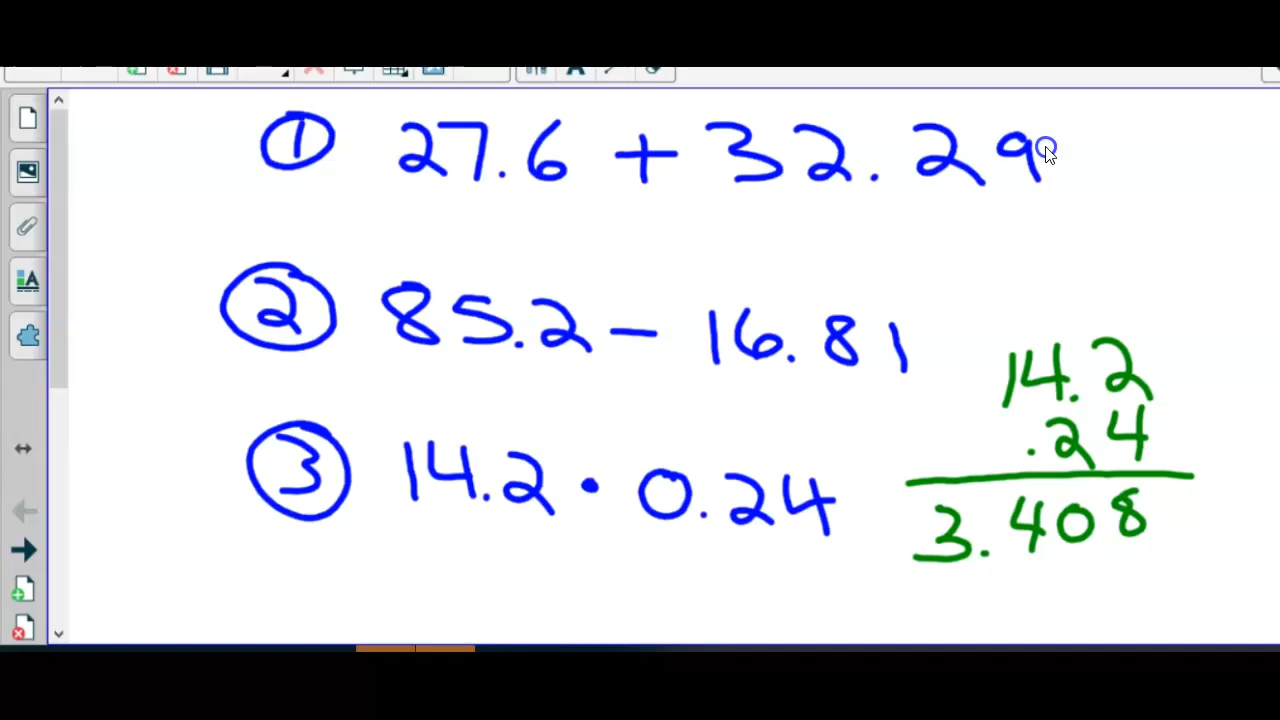 ① 27.6 + 32.29
② 85.2 – 16.81
③ 14.2 · 0.24
14.2
.24
3.408